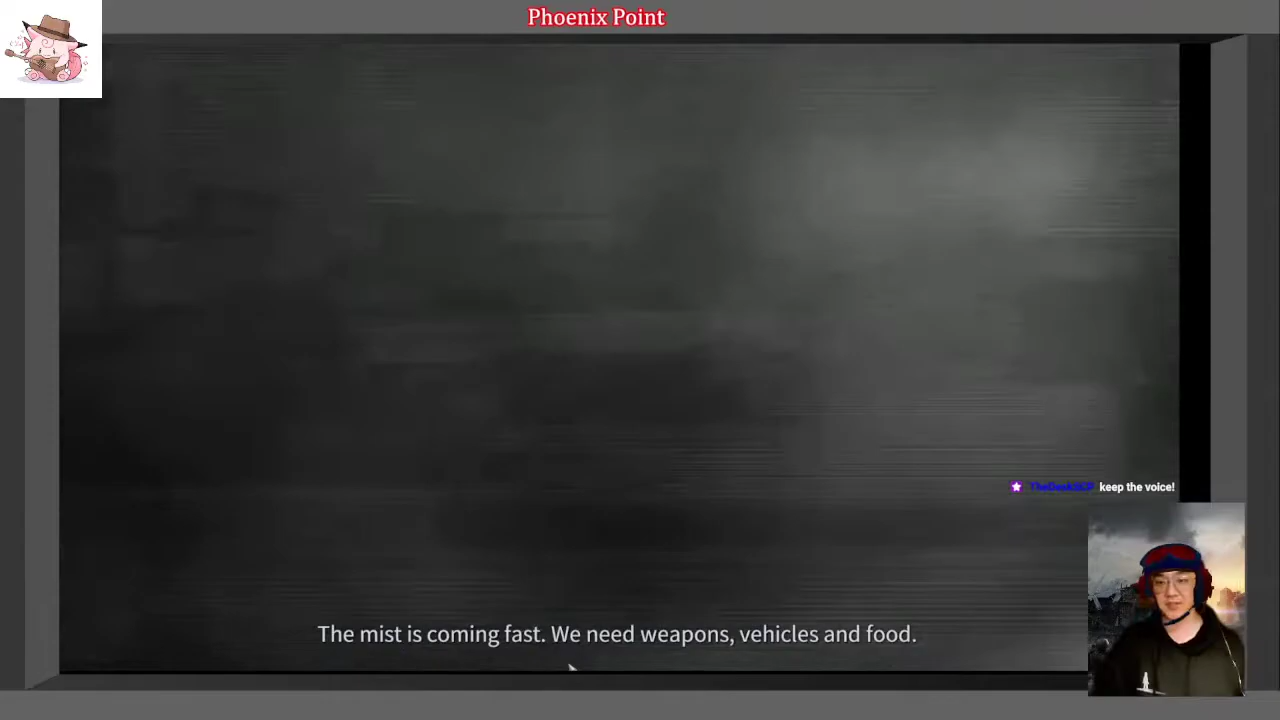 Phoenix Point
keep the voice!
The mist is coming fast. We need weapons, vehicles and food.